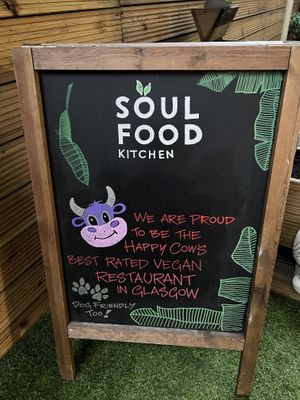 SOUL
FOOD
KITCHEN
WE ARE PROUD
TO BE THE
HAPPY COW'S
BEST RATED VEGAN
RESTAURANT
IN GLASGOW
DOG FRIENDLY
TOO!